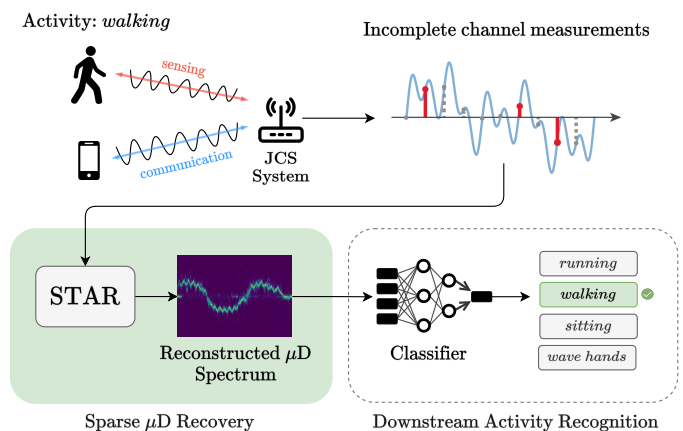 Activity: walking
Incomplete channel measurements
sensing
communication
JCS
System
STAR
Reconstructed μD
Spectrum
Classifier
running
walking
sitting
wave hands
Sparse μD Recovery
Downstream Activity Recognition